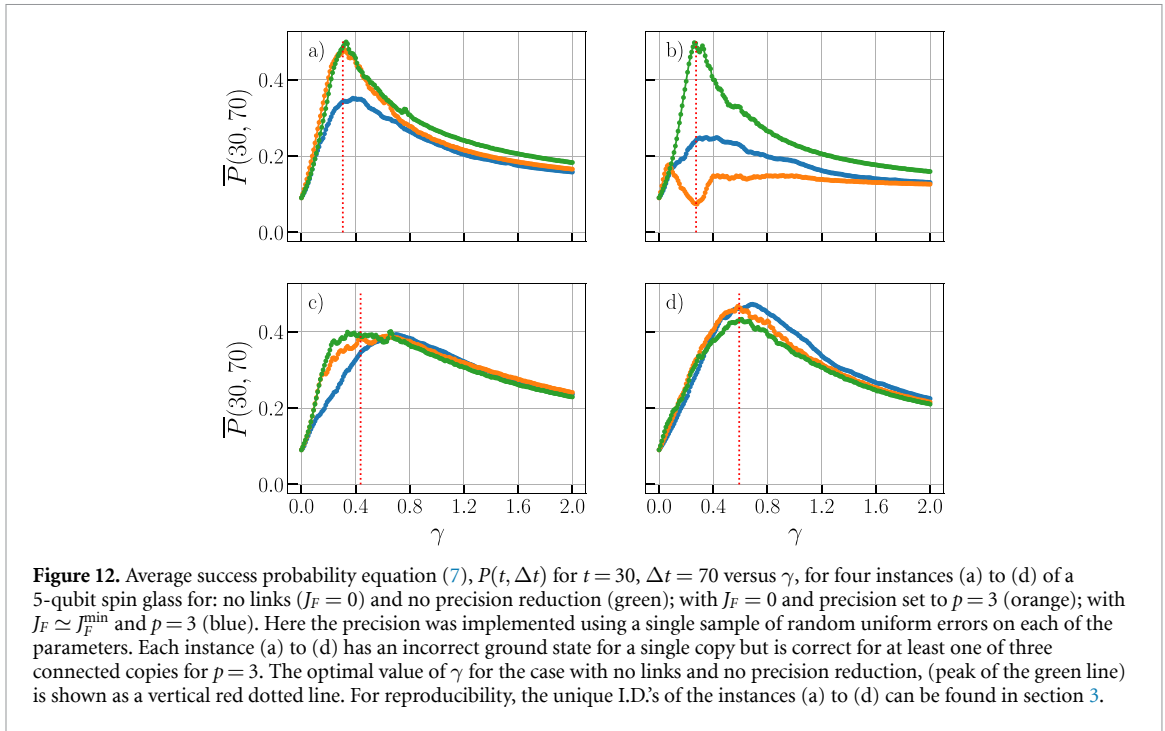 a)
b)
0.4
0.2
0.0
P̅(30, 70)
c)
d)
0.4
0.2
0.0
P̅(30, 70)
0.0 0.4 0.8 1.2 1.6 2.0
0.0 0.4 0.8 1.2 1.6 2.0
γ
γ
Figure 12. Average success probability equation (7), P(t, Δt) for t = 30, Δt = 70 versus γ, for four instances (a) to (d) of a
5-qubit spin glass for: no links (J_F = 0) and no precision reduction (green); with J_F = 0 and precision set to p = 3 (orange); with
J_F ≃ J_F^min and p = 3 (blue). Here the precision was implemented using a single sample of random uniform errors on each of the
parameters. Each instance (a) to (d) has an incorrect ground state for a single copy but is correct for at least one of three
connected copies for p = 3. The optimal value of γ for the case with no links and no precision reduction, (peak of the green line)
is shown as a vertical red dotted line. For reproducibility, the unique I.D.'s of the instances (a) to (d) can be found in section 3.